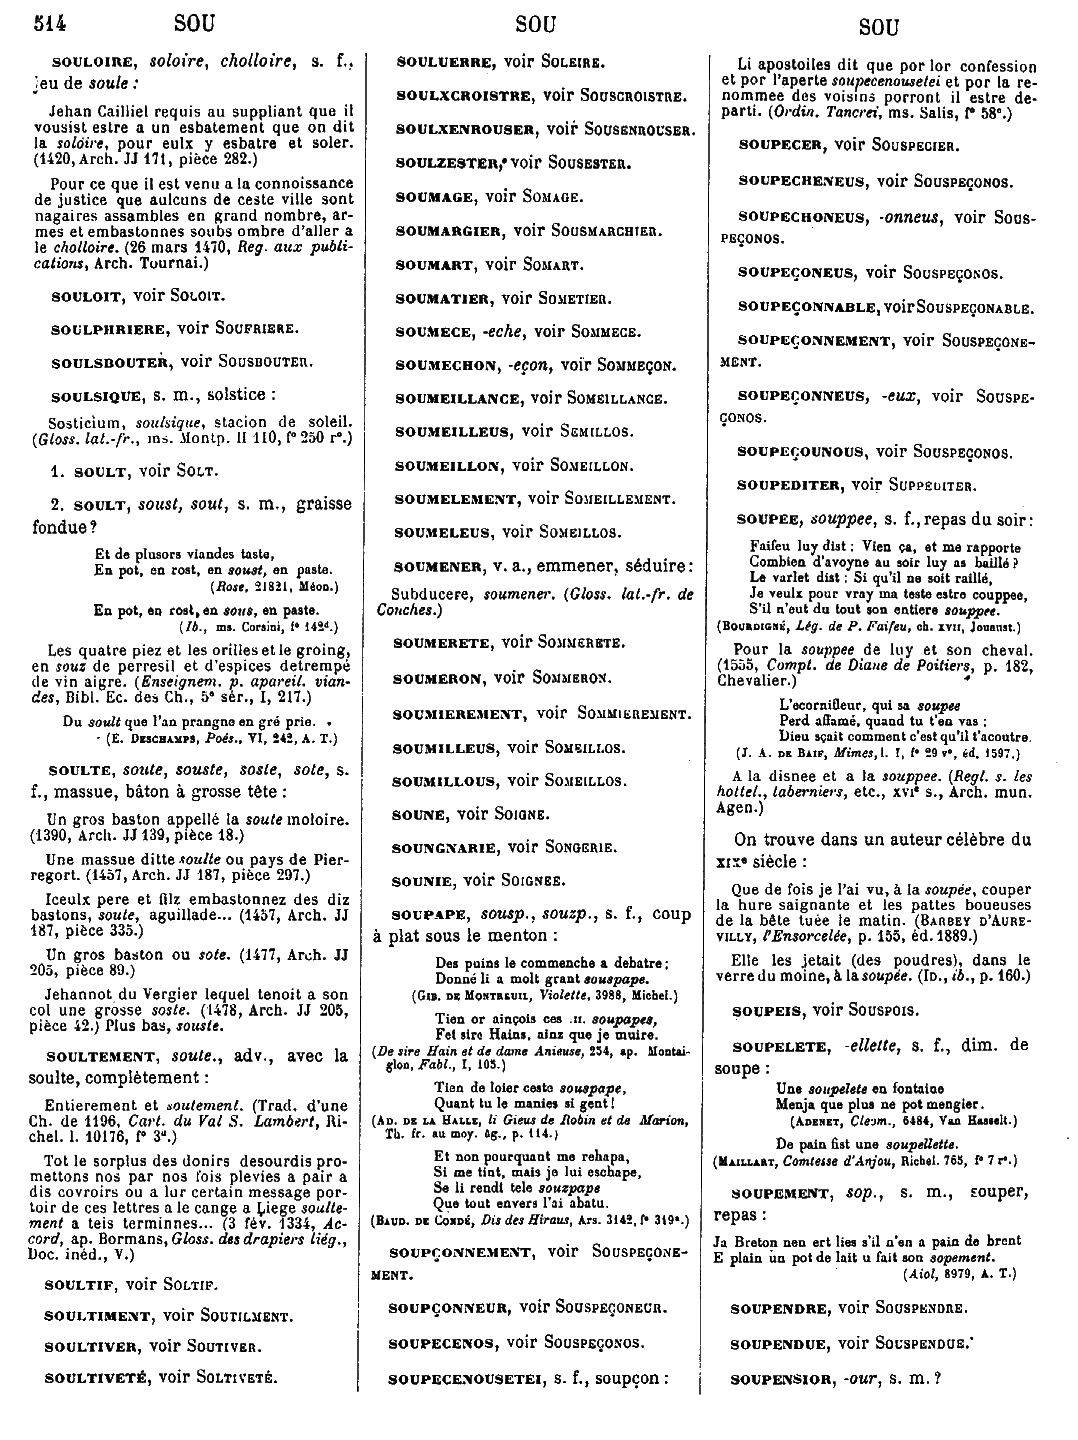 514 SOU SOU SOU
SOULOIRE, soloire, cholloire, s. f.,
jeu de soule :
Jehan Cailliel requis au suppliant que il
vousist estre a un esbatement que on dit
la soloire, pour eulx y esbatre et soler.
(1420, Arch. JJ 171, pièce 282.)
Pour ce que il est venu a la connoissance
de justice que aulcuns de ceste ville sont
nagaires assambles en grand nombre, ar-
mes et embastonnes soubs ombre d'aller a
le cholloire. (26 mars 1470, Reg. aux publi-
cations, Arch. Tournai.)
SOULOIT, voir SOLOIT.
SOULPHRIERE, voir SOUFRIERE.
SOULSBOUTER, voir SOUSBOUTER.
SOULSIQUE, s. m., solstice :
Sosticium, soulsique, stacion de soleil.
(Gloss. lat.-fr., ms. Montp. H 110, f° 250 r°.)
1. SOULT, voir SOLT.
2. SOULT, soust, sout, s. m., graisse
fondue ?
Et de plusors viandes taste,
En pot, en rost, en soust, en paste.
(Rose, 21821, Méon.)
En pot, en rost, en sous, en paste.
(Ib., ms. Corsini, f° 142d.)
Les quatre piez et les orilles et le groing,
en souz de perresil et d'espices detrempé
de vin aigre. (Enseignem. p. apareil. vian-
des, Bibl. Ec. des Ch., 5e sér., I, 217.)
Du soult que l'an prangne en gré prie.
(E. DESCHAMPS, Poés., VI, 242, A. T.)
SOULTE, soute, souste, soste, sote, s.
f., massue, bâton à grosse tête :
Un gros baston appellé la soute moloire.
(1390, Arch. JJ 139, pièce 18.)
Une massue ditte soulte ou pays de Pier-
regort. (1457, Arch. JJ 187, pièce 297.)
Iceulx pere et filz embastonnez des diz
bastons, soute, aguillade... (1457, Arch. JJ
187, pièce 335.)
Un gros baston ou sote. (1477, Arch. JJ
205, pièce 89.)
Jehannot du Vergier lequel tenoit a son
col une grosse soste. (1478, Arch. JJ 205,
pièce 42.) Plus bas, souste.
SOULTEMENT, soute., adv., avec la
soulte, complètement :
Entierement et soutement. (Trad. d'une
Ch. de 1196, Cart. du Val S. Lambert, Ri-
chel. l. 10176, f° 3d.)
Tot le sorplus des donirs desourdis pro-
mettons nos par nos fois plevies a pair a
dis covroirs ou a lur certain message por-
toir de ces lettres a le cange a Liege soulte-
ment a teis terminnes... (3 fév. 1334, Ac-
cord, ap. Bormans, Gloss. des drapiers liég.,
Doc. inéd., V.)
SOULTIF, voir SOLTIF.
SOULTIMENT, voir SOUTILMENT.
SOULTIVER, voir SOUTIVER.
SOULTIVETÉ, voir SOLTIVETÉ.
SOULUERRE, voir SOLEIRE.
SOULXCROISTRE, voir SOUSCROISTRE.
SOULXENROUSER, voir SOUSENROUSER.
SOULZESTER, voir SOUSESTER.
SOUMAGE, voir SOMAGE.
SOUMARGIER, voir SOUSMARCHIER.
SOUMART, voir SOMART.
SOUMATIER, voir SOMETIER.
SOUMECE, -eche, voir SOMMECE.
SOUMECHON, -eçon, voir SOMMEÇON.
SOUMEILLANCE, voir SOMEILLANCE.
SOUMEILLEUS, voir SEMILLOS.
SOUMEILLON, voir SOMEILLON.
SOUMELEMENT, voir SOMEILLEMENT.
SOUMELEUS, voir SOMEILLOS.
SOUMENER, v. a., emmener, séduire :
Subducere, soumener. (Gloss. lat.-fr. de
Conches.)
SOUMERETE, voir SOMMERETE.
SOUMERON, voir SOMMERON.
SOUMIEREMENT, voir SOMMIEREMENT.
SOUMILLEUS, voir SOMEILLOS.
SOUMILLOUS, voir SOMEILLOS.
SOUNE, voir SOIGNE.
SOUNGNARIE, voir SONGERIE.
SOUNIE, voir SOIGNEE.
SOUPAPE, sousp., souzp., s. f., coup
à plat sous le menton :
Des puins le commenche a debatre ;
Donné li a molt grant souspape.
(GIB. DE MONTREUIL, Violette, 3988, Michel.)
Tien or ainçois ces .II. soupapes,
Fet sire Hains, ainz que je muire.
(De sire Hain et de dame Anieuse, 254, ap. Montai-
glon, Fabl., I, 105.)
Tien de loier ceste souspape,
Quant tu le manies si gent !
(AD. DE LA HALLE, li Gieus de Robin et de Marion,
Th. fr. au moy. âg., p. 114.)
Et non pourquant me rehapa,
Si me tint, mais je lui eschape,
Se li rendi tele souzpape
Que tout envers l'ai abatu.
(BAUD. DE CONDÉ, Dis des Hiraus, Ars. 3142, f° 319a.)
SOUPÇONNEMENT, voir SOUSPEÇONE-
MENT.
SOUPÇONNEUR, voir SOUSPEÇONEUR.
SOUPECENOS, voir SOUSPEÇONOS.
SOUPECENOUSETEI, s. f., soupçon :
Li apostoiles dit que por lor confession
et por l'aperte soupecenousetei et por la re-
nommee des voisins porront il estre de-
parti. (Ordin. Tancrei, ms. Salis, f° 58a.)
SOUPECER, voir SOUSPECIER.
SOUPECHENEUS, voir SOUSPEÇONOS.
SOUPECHONEUS, -onneus, voir SOUS-
PEÇONOS.
SOUPEÇONEUS, voir SOUSPEÇONOS.
SOUPEÇONNABLE, voir SOUSPEÇONABLE.
SOUPEÇONNEMENT, voir SOUSPEÇONE-
MENT.
SOUPEÇONNEUS, -eux, voir SOUSPE-
ÇONOS.
SOUPEÇOUNOUS, voir SOUSPEÇONOS.
SOUPEDITER, voir SUPPEDITER.
SOUPEE, souppee, s. f., repas du soir :
Faifeu luy dist : Vien ça, et me rapporte
Combien d'avoyne au soir luy as baillé ?
Le varlet dist : Si qu'il ne soit raillé,
Je veulx pour vray ma teste estre couppee,
S'il n'eut du tout son entiere souppee.
(BOURDIGNÉ, Lég. de P. Faifeu, ch. XVII, Jouaust.)
Pour la souppee de luy et son cheval.
(1555, Compt. de Diane de Poitiers, p. 182,
Chevalier.)
L'ecornifleur, qui sa soupee
Perd affamé, quand tu t'en vas ;
Dieu sçait comment c'est qu'il t'acoutre.
(J. A. DE BAIF, Mimes, l. I, f° 29 v°, éd. 1597.)
A la disnee et a la souppee. (Regl. s. les
hottel., taberniers, etc., XVIe s., Arch. mun.
Agen.)
On trouve dans un auteur célèbre du
XIXe siècle :
Que de fois je l'ai vu, à la soupée, couper
la hure saignante et les pattes boueuses
de la bête tuée le matin. (BARBEY D'AURE-
VILLY, l'Ensorcelée, p. 155, éd. 1889.)
Elle les jetait (des poudres), dans le
verre du moine, à la soupée. (ID., ib., p. 160.)
SOUPEIS, voir SOUSPOIS.
SOUPELETE, -ellette, s. f., dim. de
soupe :
Une soupelete en fontaine
Menja que plus ne pot mengier.
(ADENET, Cleom., 6484, Van Hasselt.)
De pain fist une soupellette.
(MAILLART, Comtesse d'Anjou, Richel. 765, f° 7 r°.)
SOUPEMENT, sop., s. m., souper,
repas :
Ja Breton nen ert lies s'il n'en a pain de brent
E plain un pot de lait u fait son sopement.
(Aiol, 8979, A. T.)
SOUPENDRE, voir SOUSPENDRE.
SOUPENDUE, voir SOUSPENDUE.
SOUPENSIOR, -our, s. m. ?